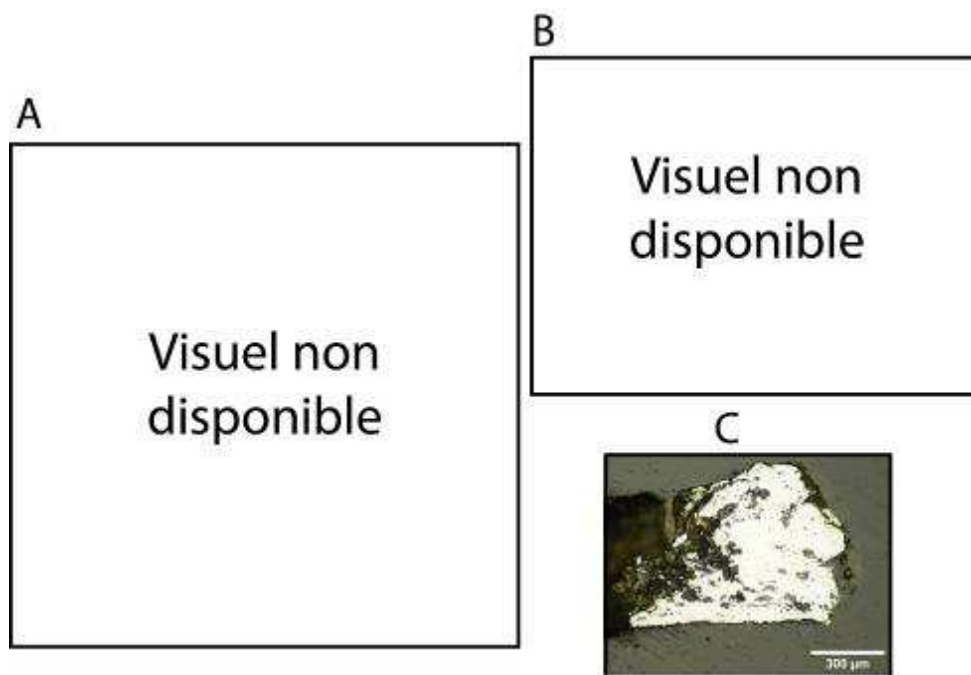 A
Visuel non
disponible
B
Visuel non
disponible
C
300 µm